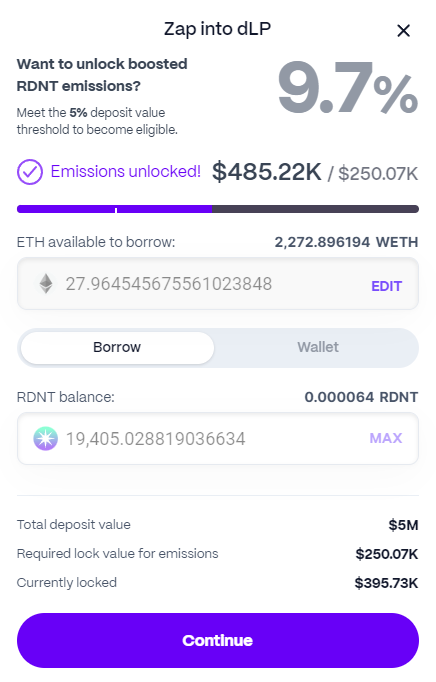 Zap into dLP
Want to unlock boosted
RDNT emissions?
Meet the 5% deposit value
threshold to become eligible.
9.7%
Emissions unlocked! $485.22K / $250.07K
ETH available to borrow: 2,272.896194 WETH
27.964545675561023848 EDIT
Borrow Wallet
RDNT balance: 0.000064 RDNT
19,405.028819036634 MAX
Total deposit value $5M
Required lock value for emissions $250.07K
Currently locked $395.73K
Continue